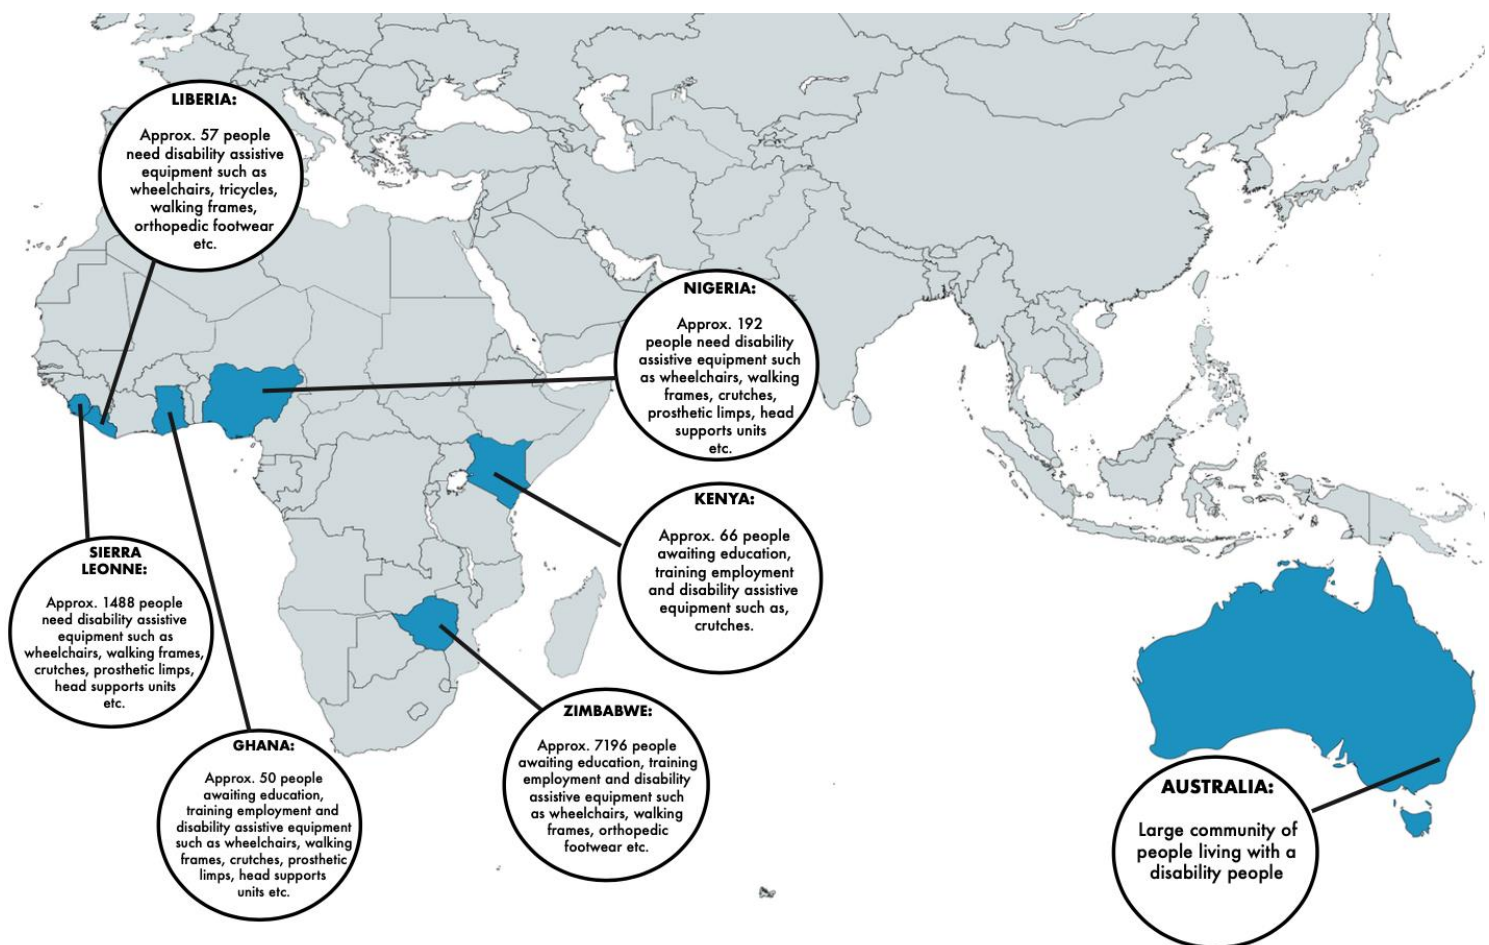 LIBERIA:
Approx. 57 people
need disability assistive
equipment such as
wheelchairs, tricycles,
walking frames,
orthopedic footwear
etc.
NIGERIA:
Approx. 192
people need disability
assistive equipment such
as wheelchairs, walking
frames, crutches,
prosthetic limps, head
supports units
etc.
KENYA:
Approx. 66 people
awaiting education,
training employment
and disability assistive
equipment such as,
crutches.
SIERRA
LEONNE:
Approx. 1488 people
need disability assistive
equipment such as
wheelchairs, walking frames,
crutches, prosthetic limps,
head supports units
etc.
GHANA:
Approx. 50 people
awaiting education,
training employment and
disability assistive equipment
such as wheelchairs, walking
frames, crutches, prosthetic
limps, head supports
units etc.
ZIMBABWE:
Approx. 7196 people
awaiting education, training
employment and disability
assistive equipment such
as wheelchairs, walking
frames, orthopedic
footwear etc.
AUSTRALIA:
Large community of
people living with a
disability people